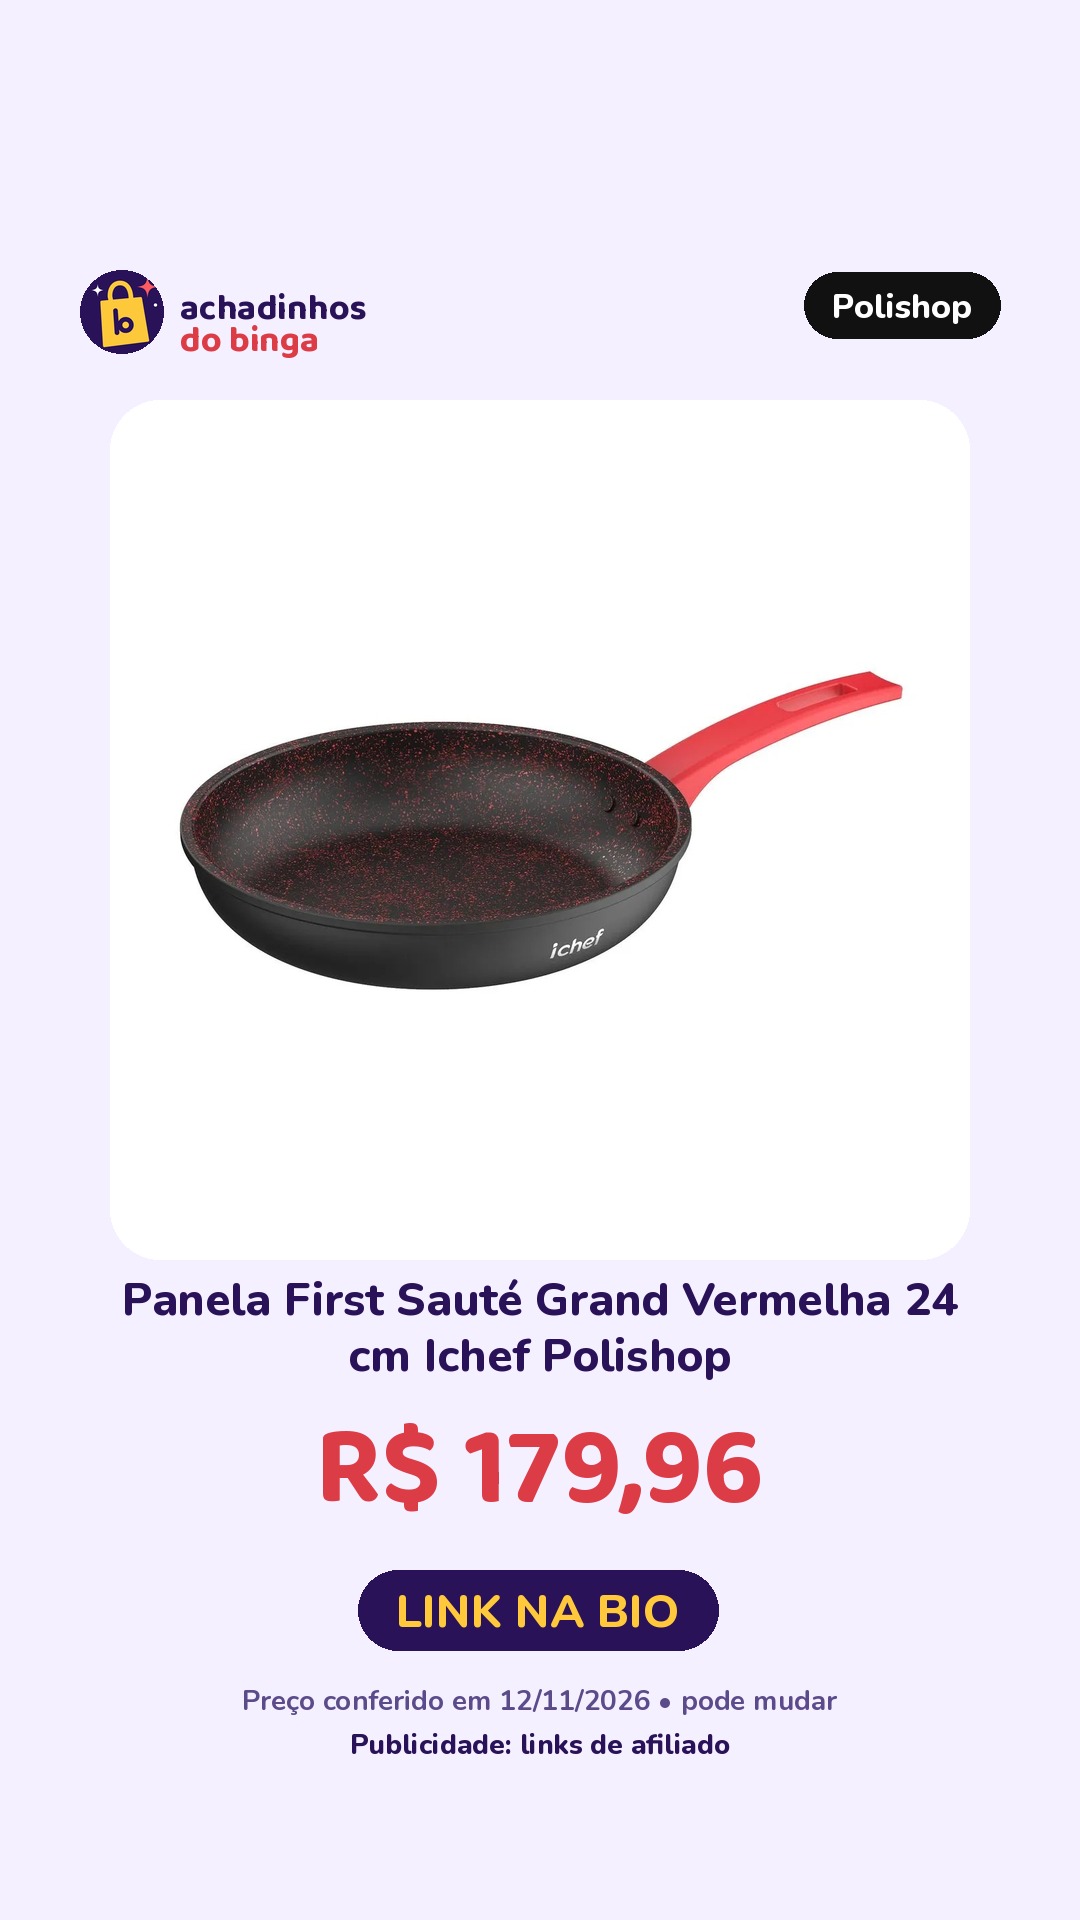 achadinhos
do binga
b
Polishop
ichef
Panela First Sauté Grand Vermelha 24
cm Ichef Polishop
R$ 179,96
LINK NA BIO
Preço conferido em 12/11/2026 • pode mudar
Publicidade: links de afiliado